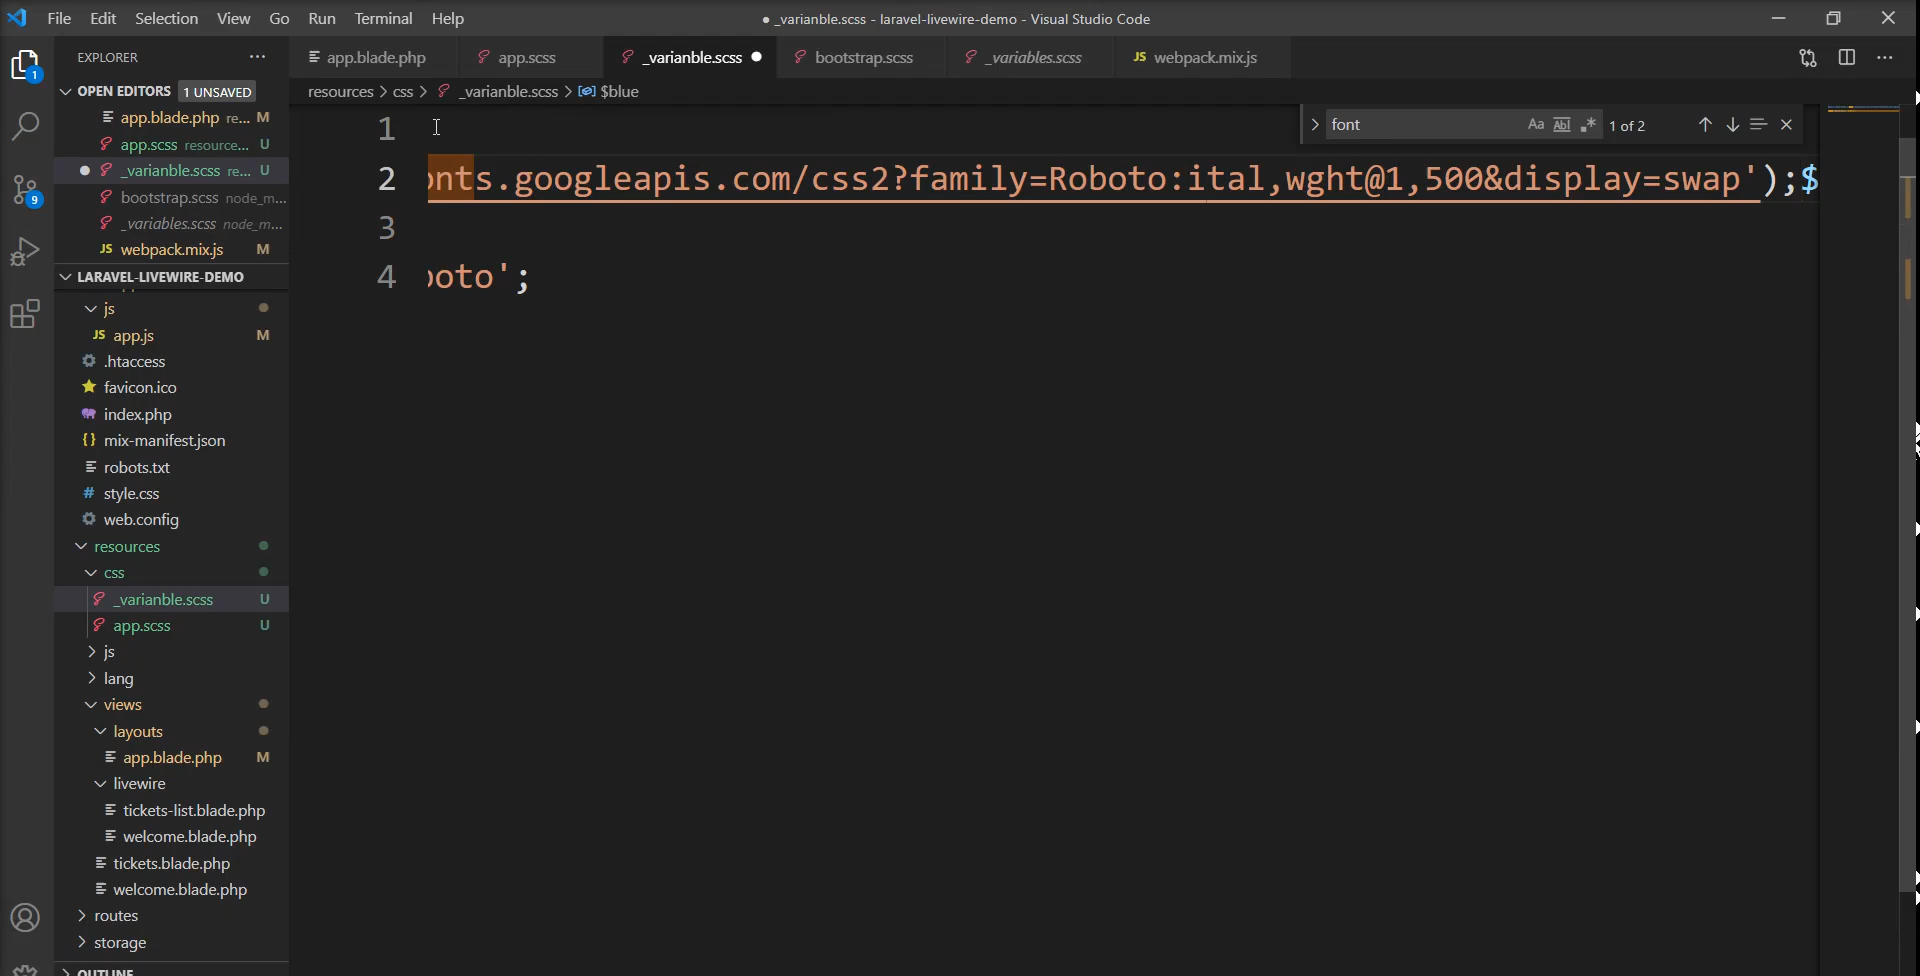 File Edit Selection View Go Run Terminal Help
● _varianble.scss - laravel-livewire-demo - Visual Studio Code
EXPLORER
app.blade.php app.scss _varianble.scss bootstrap.scss _variables.scss JS webpack.mix.js
OPEN EDITORS 1 UNSAVED
resources > css > _varianble.scss > $blue
app.blade.php re... M
app.scss resource... U
_varianble.scss re... U
bootstrap.scss node_m...
_variables.scss node_m...
JS webpack.mix.js M
LARAVEL-LIVEWIRE-DEMO
js
JS app.js M
.htaccess
favicon.ico
index.php
{} mix-manifest.json
robots.txt
# style.css
web.config
resources
css
_varianble.scss U
app.scss U
js
lang
views
layouts
app.blade.php M
livewire
tickets-list.blade.php
welcome.blade.php
tickets.blade.php
welcome.blade.php
routes
storage
OUTLINE
1
9
font Aa Abl .* 1 of 2
1
2 onts.googleapis.com/css2?family=Roboto:ital,wght@1,500&display=swap');$
3
4 oto';